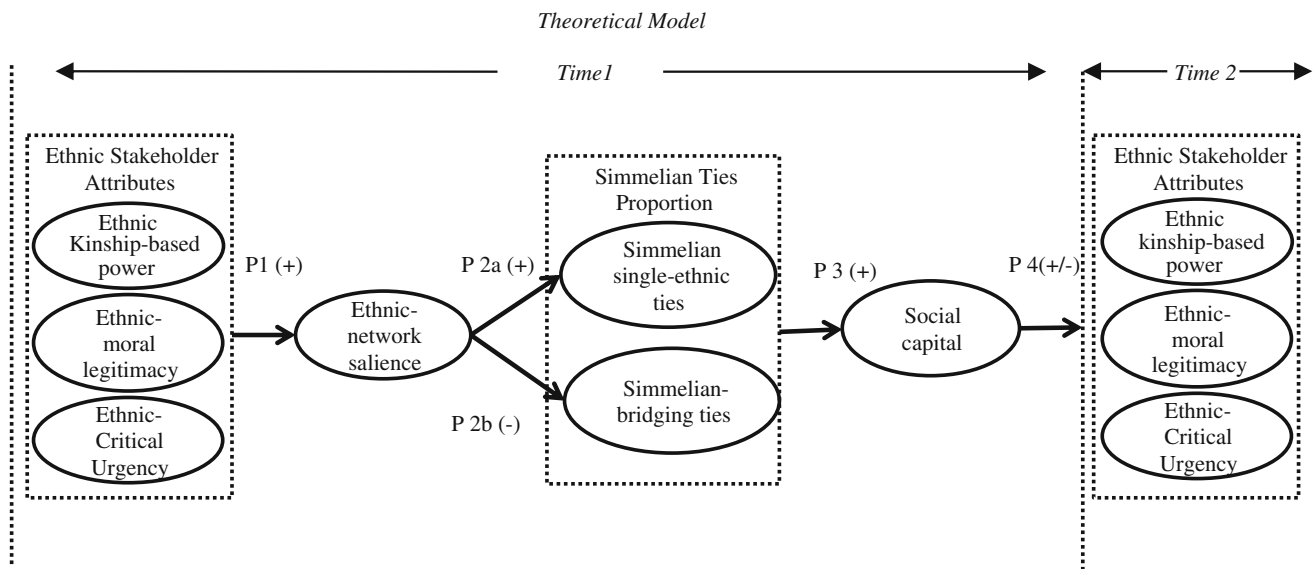 Theoretical Model
Time1
Time 2
Ethnic Stakeholder
Attributes
Ethnic
Kinship-based
power
Ethnic-
moral
legitimacy
Ethnic-
Critical
Urgency
P1 (+)
Ethnic-
network
salience
P 2a (+)
P 2b (-)
Simmelian Ties
Proportion
Simmelian
single-ethnic
ties
Simmelian-
bridging ties
P 3 (+)
Social
capital
P 4(+/-)
Ethnic Stakeholder
Attributes
Ethnic
kinship-based
power
Ethnic-
moral
legitimacy
Ethnic-
Critical
Urgency